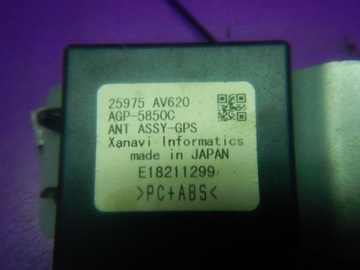 25975 AV620
AGP-5850C
ANT ASSY-GPS
Xanavi Informatics
made in JAPAN
E18211299
>PC+ABS<